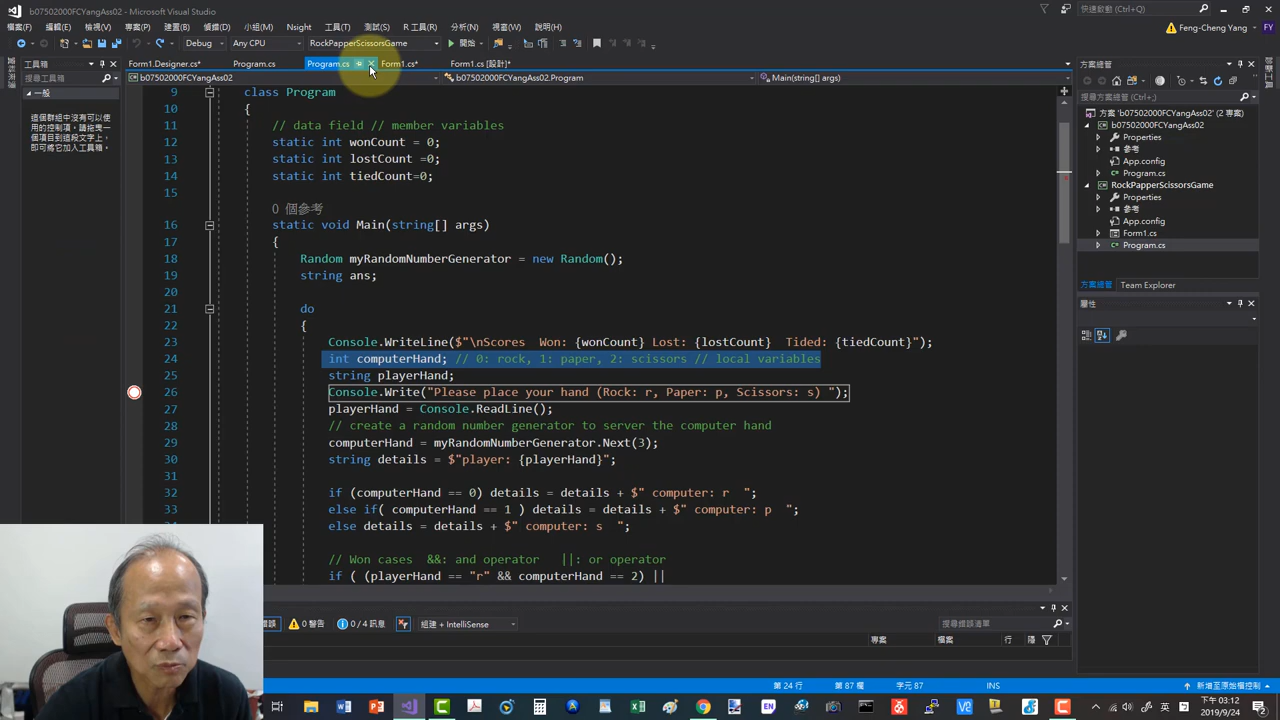 b07502000FCYangAss02 - Microsoft Visual Studio
快速啟動 (Ctrl+Q)
檔案(F) 編輯(E) 檢視(V) 專案(P) 建置(B) 偵錯(D) 小組(M) Nsight 工具(T) 測試(S) R 工具(R) 分析(N) 視窗(W) 說明(H)
Feng-Cheng Yang
Debug Any CPU RockPapperScissorsGame 開始
工具箱
Form1.Designer.cs* Program.cs Program.cs Form1.cs* Form1.cs [設計]*
方案總管
搜尋工具箱
b07502000FCYangAss02 b07502000FCYangAss02.Program Main(string[] args)
一般
這個群組中沒有可以使
用的控制項。請拖曳一
個項目到這段文字上，
即可將它加入工具箱。
9 class Program
10 {
11 // data field // member variables
12 static int wonCount = 0;
13 static int lostCount =0;
14 static int tiedCount=0;
15
0 個參考
16 static void Main(string[] args)
17 {
18 Random myRandomNumberGenerator = new Random();
19 string ans;
20
21 do
22 {
23 Console.WriteLine($"\nScores  Won: {wonCount} Lost: {lostCount}  Tided: {tiedCount}");
24 int computerHand; // 0: rock, 1: paper, 2: scissors // local variables
25 string playerHand;
26 Console.Write("Please place your hand (Rock: r, Paper: p, Scissors: s) ");
27 playerHand = Console.ReadLine();
28 // create a random number generator to server the computer hand
29 computerHand = myRandomNumberGenerator.Next(3);
30 string details = $"player: {playerHand}";
31
32 if (computerHand == 0) details = details + $" computer: r  ";
33 else if( computerHand == 1 ) details = details + $" computer: p  ";
else details = details + $" computer: s  ";
// Won cases  &&: and operator   ||: or operator
if ( (playerHand == "r" && computerHand == 2) ||
搜尋方案總管 (Ctrl+;)
方案 'b07502000FCYangAss02' (2 專案)
b07502000FCYangAss02
Properties
參考
App.config
Program.cs
RockPapperScissorsGame
Properties
參考
App.config
Form1.cs
Program.cs
方案總管 Team Explorer
屬性
0 警告 0/4 訊息 組建 + IntelliSense
搜尋錯誤清單
專案 檔案 行
第 24 行 第 87 欄 字元 87 INS 新增至原始檔控制
下午 03:12
2019/9/24